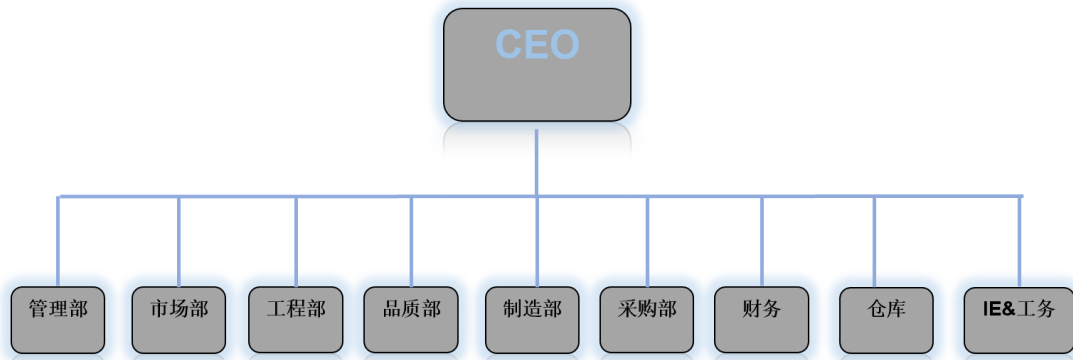 CEO
管理部
市场部
工程部
品质部
制造部
采购部
财务
仓库
IE&工务